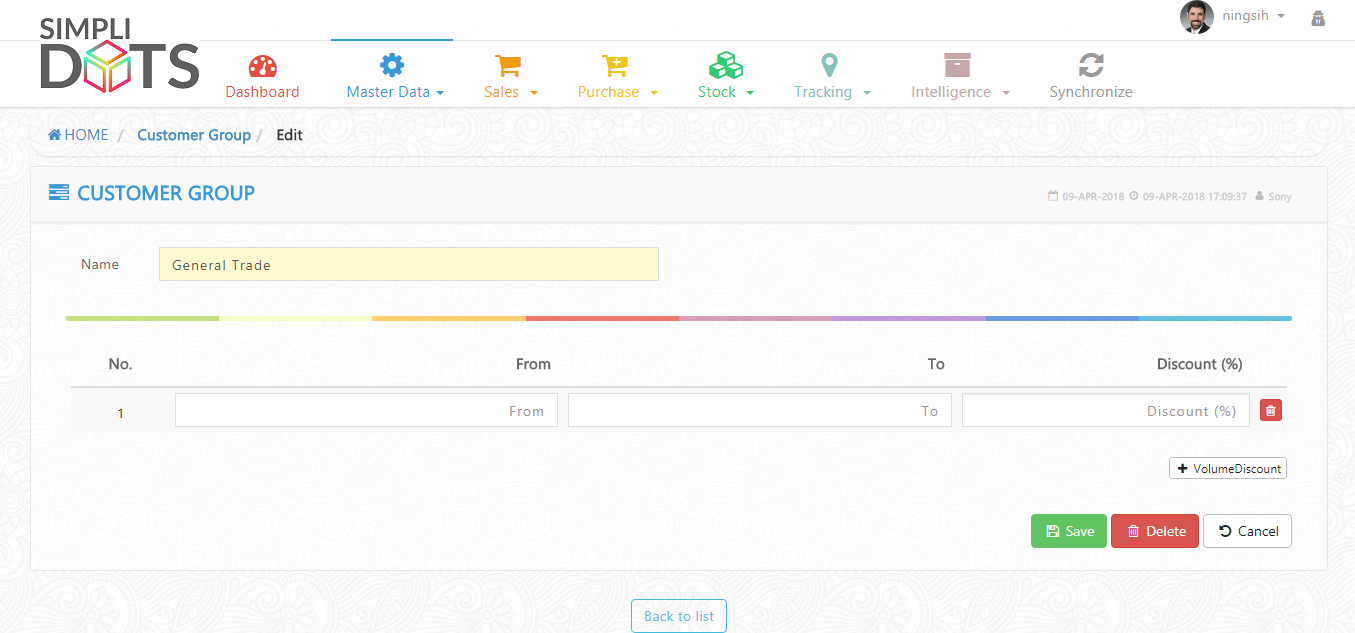 ningsih
SIMPLI
DOTS
Dashboard
Master Data
Sales
Purchase
Stock
Tracking
Intelligence
Synchronize
HOME / Customer Group / Edit
CUSTOMER GROUP
09-APR-2018 09-APR-2018 17:09:37 Sony
Name General Trade
No. From To Discount (%)
1 From To Discount (%)
VolumeDiscount
Save Delete Cancel
Back to list